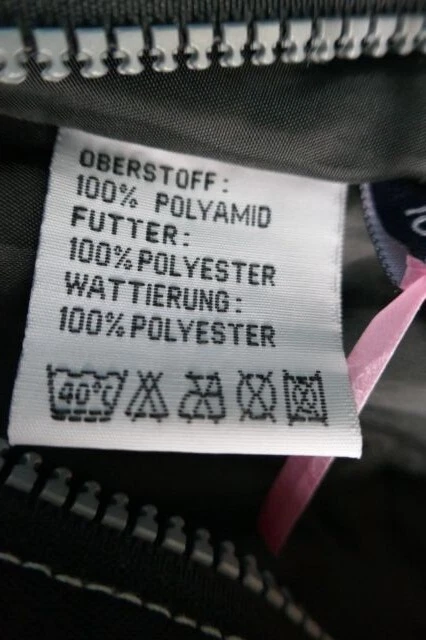 OBERSTOFF:
100% POLYAMID
FUTTER:
100%POLYESTER
WATTIERUNG:
100%POLYESTER
40°C